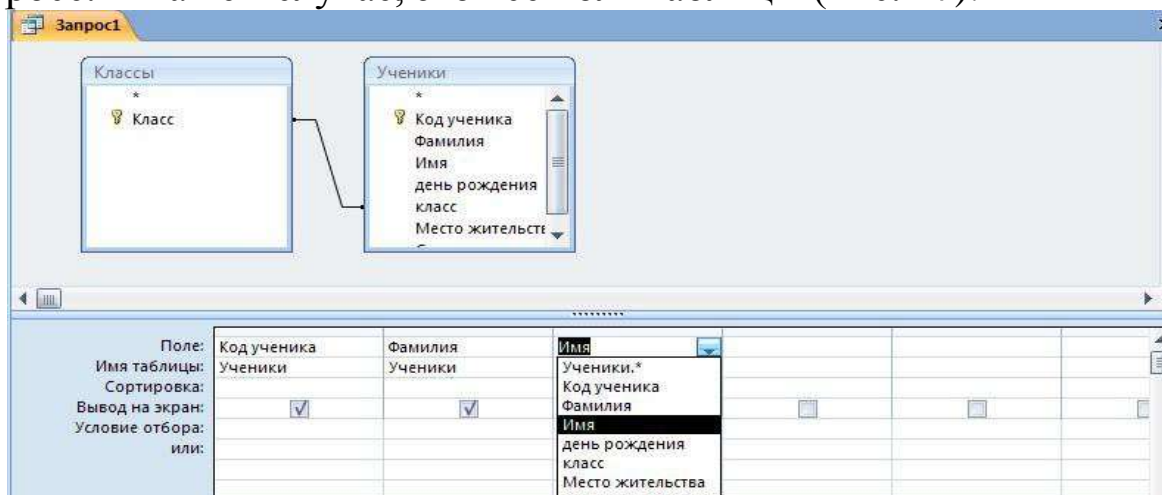 Запрос1
Классы
*
Класс
Ученики
*
Код ученика
Фамилия
Имя
день рождения
класс
Место жительств
Поле: Код ученика Фамилия Имя
Имя таблицы: Ученики Ученики
Сортировка:
Вывод на экран:
Условие отбора:
или:
Ученики.*
Код ученика
Фамилия
Имя
день рождения
класс
Место жительства